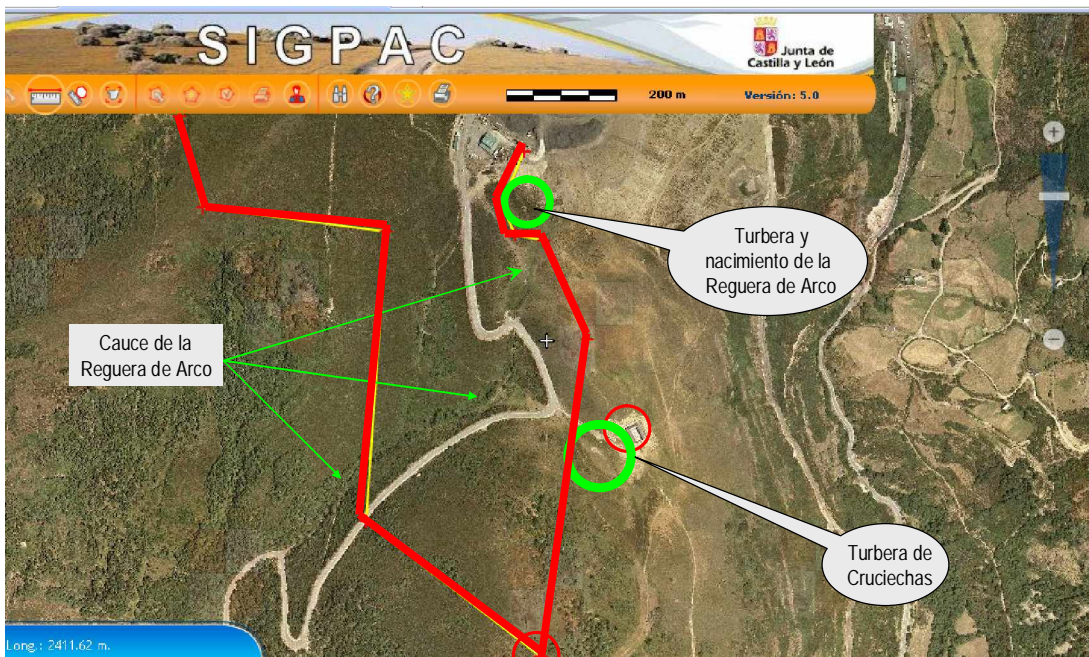 SIGPAC
Junta de
Castilla y León
200 m
Versión: 5.0
Turbera y
nacimiento de la
Reguera de Arco
Cauce de la
Reguera de Arco
Turbera de
Cruciechas
Long.: 2411.62 m.